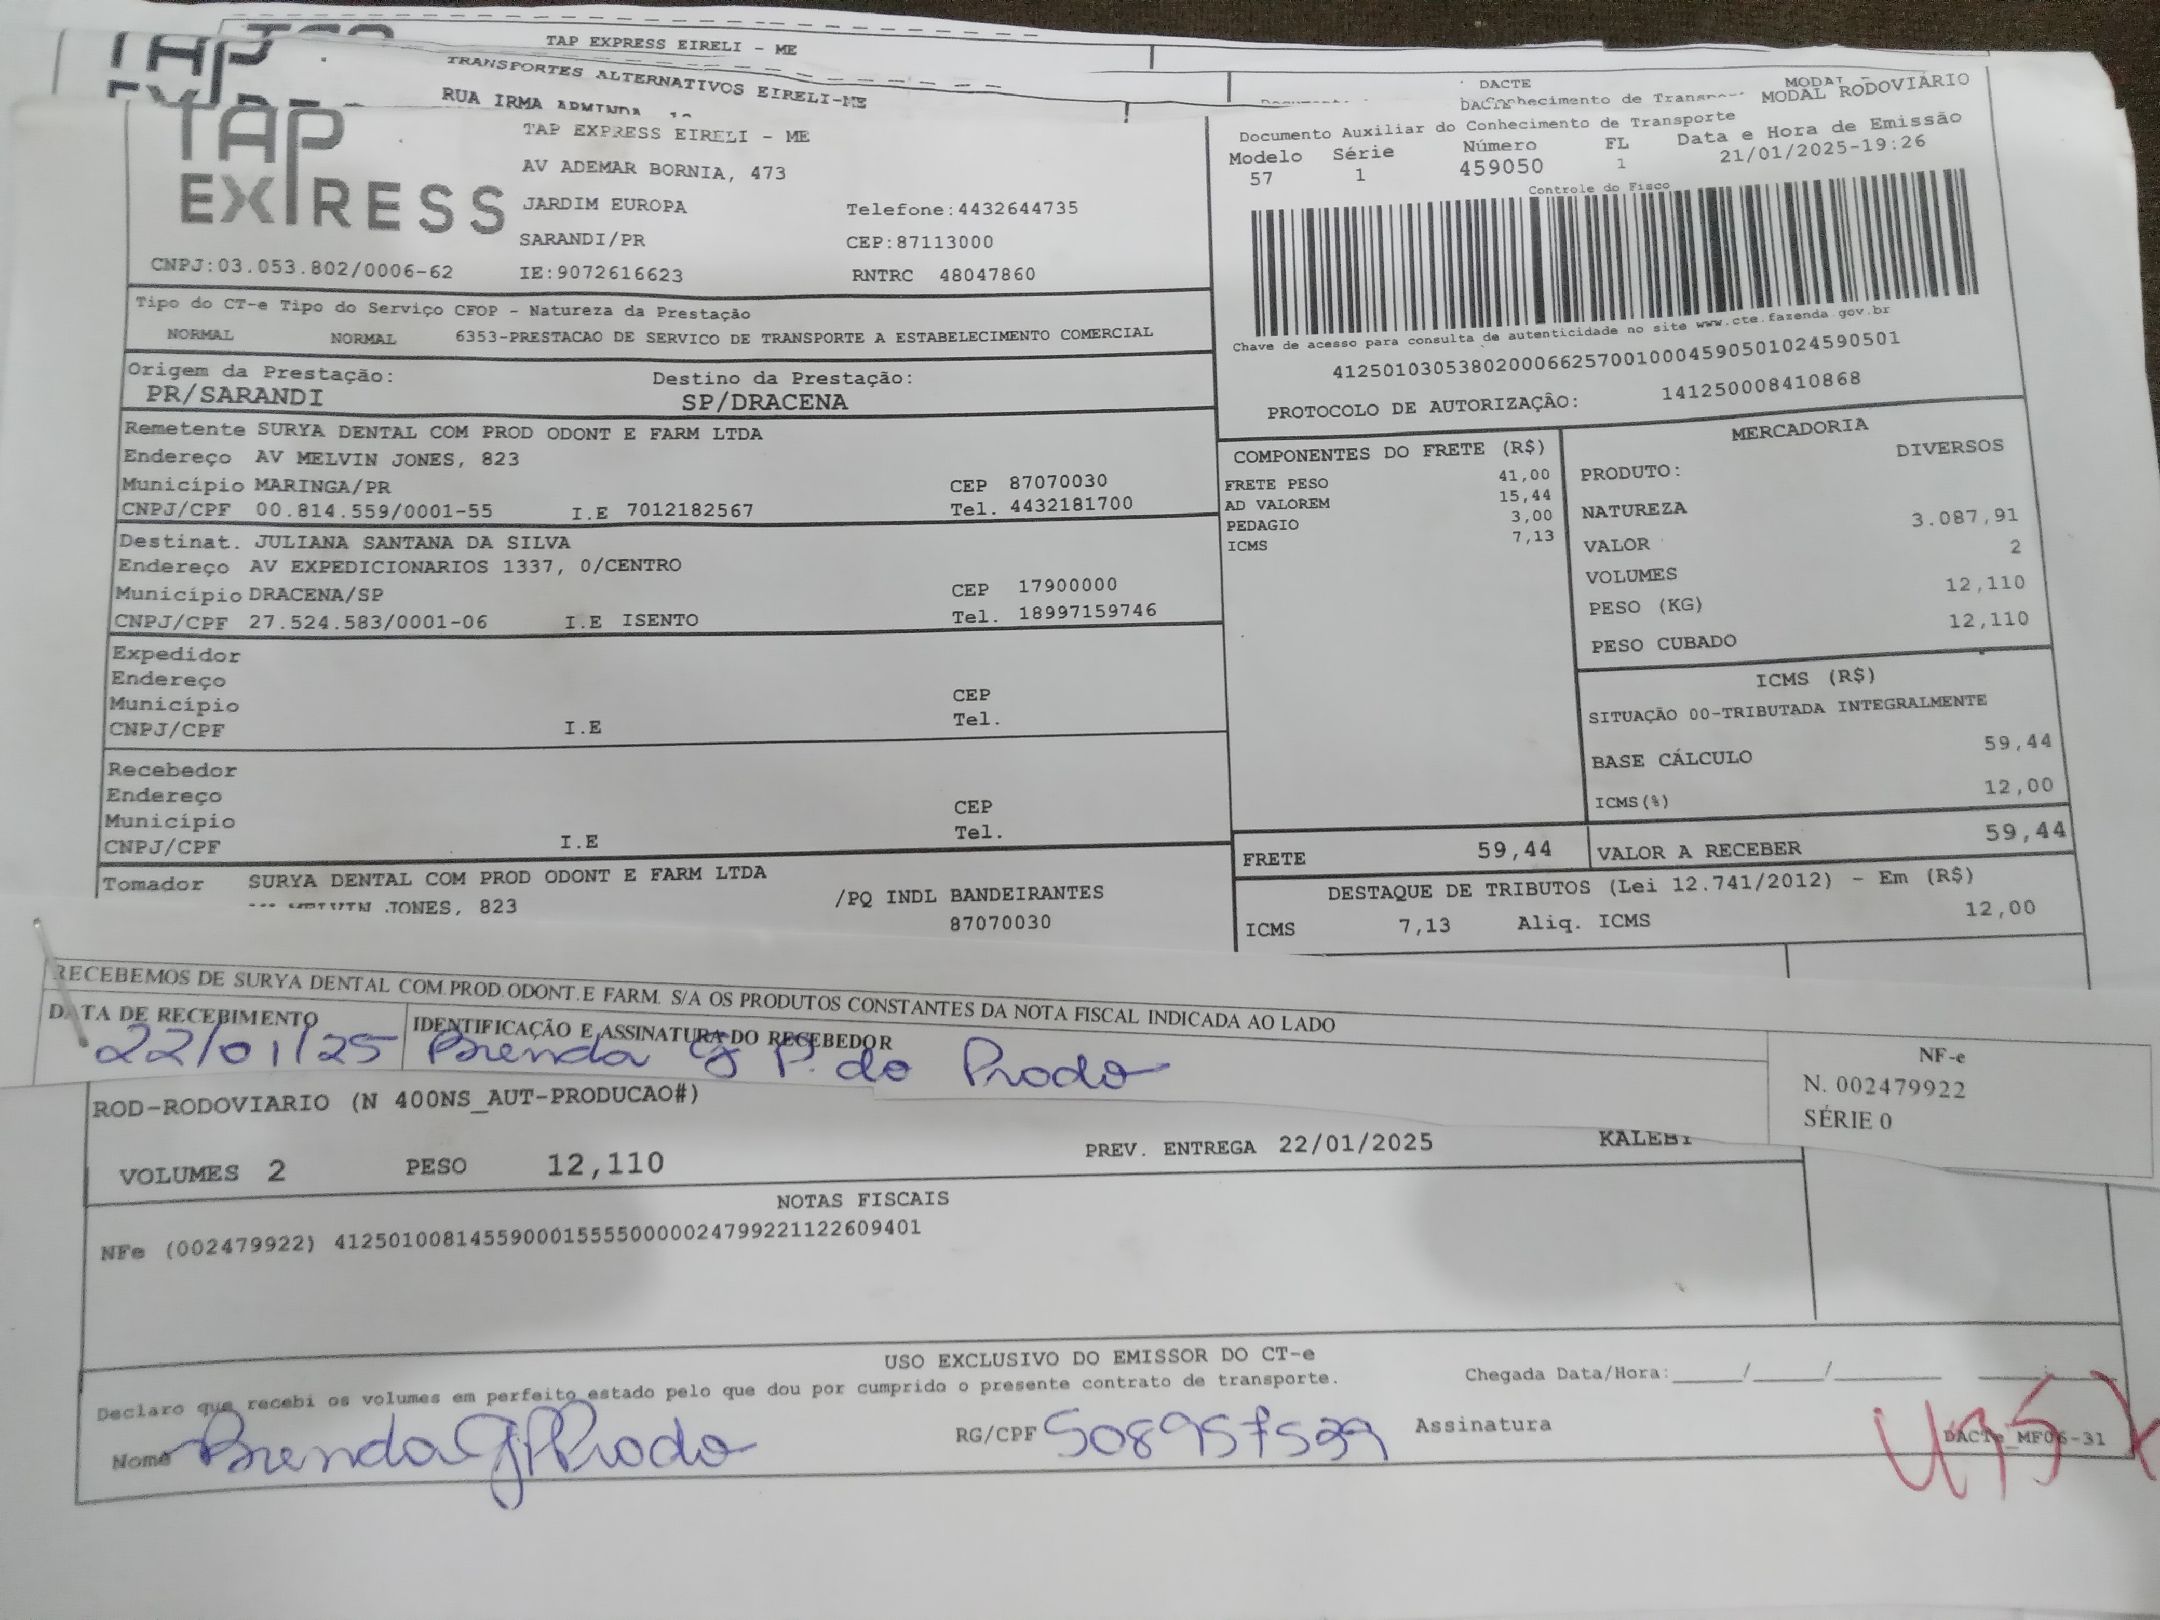 TAP EXPRESS EIRELI - ME
TRANSPORTES ALTERNATIVOS EIRELI-ME
RUA IRMA
TAP
EXPRESS
TAP EXPRESS EIRELI - ME
AV ADEMAR BORNIA, 473
JARDIM EUROPA Telefone:4432644735
SARANDI/PR CEP:87113000
CNPJ:03.053.802/0006-62 IE:9072616623 RNTRC 48047860
DACTE
MODAL RODOVIÁRIO
Documento Auxiliar do Conhecimento de Transporte
Modelo Série Número FL Data e Hora de Emissão
57 1 459050 1 21/01/2025-19:26
Controle do Fisco
Chave de acesso para consulta de autenticidade no site www.cte.fazenda.gov.br
41250103053802000662570010004590501024590501
PROTOCOLO DE AUTORIZAÇÃO: 141250008410868
Tipo do CT-e Tipo do Serviço CFOP - Natureza da Prestação
NORMAL NORMAL 6353-PRESTACAO DE SERVICO DE TRANSPORTE A ESTABELECIMENTO COMERCIAL
Origem da Prestação: Destino da Prestação:
PR/SARANDI SP/DRACENA
Remetente SURYA DENTAL COM PROD ODONT E FARM LTDA
Endereço AV MELVIN JONES, 823
Município MARINGA/PR CEP 87070030
CNPJ/CPF 00.814.559/0001-55 I.E 7012182567 Tel. 4432181700
Destinat. JULIANA SANTANA DA SILVA
Endereço AV EXPEDICIONARIOS 1337, 0/CENTRO
Município DRACENA/SP CEP 17900000
CNPJ/CPF 27.524.583/0001-06 I.E ISENTO Tel. 18997159746
Expedidor
Endereço
Município CEP
CNPJ/CPF I.E Tel.
Recebedor
Endereço
Município CEP
CNPJ/CPF I.E Tel.
Tomador SURYA DENTAL COM PROD ODONT E FARM LTDA
JONES, 823 /PQ INDL BANDEIRANTES
87070030
COMPONENTES DO FRETE (R$)
FRETE PESO 41,00
AD VALOREM 15,44
PEDAGIO 3,00
ICMS 7,13
MERCADORIA
PRODUTO: DIVERSOS
NATUREZA
VALOR 3.087,91
VOLUMES 2
PESO (KG) 12,110
PESO CUBADO 12,110
ICMS (R$)
SITUAÇÃO 00-TRIBUTADA INTEGRALMENTE
BASE CÁLCULO 59,44
ICMS(%) 12,00
FRETE 59,44 VALOR A RECEBER 59,44
DESTAQUE DE TRIBUTOS (Lei 12.741/2012) - Em (R$)
ICMS 7,13 Aliq. ICMS 12,00
RECEBEMOS DE SURYA DENTAL COM.PROD.ODONT.E FARM. S/A OS PRODUTOS CONSTANTES DA NOTA FISCAL INDICADA AO LADO
DATA DE RECEBIMENTO IDENTIFICAÇÃO E ASSINATURA DO RECEBEDOR
22/01/25 Brenda G P. do Prado
NF-e
N. 002479922
SÉRIE 0
ROD-RODOVIARIO (N 400NS_AUT-PRODUCAO#)
VOLUMES 2 PESO 12,110 PREV. ENTREGA 22/01/2025 KALEBI
NOTAS FISCAIS
NFe (002479922) 41250100814559000155550000024799221122609401
USO EXCLUSIVO DO EMISSOR DO CT-e
Declaro que recebi os volumes em perfeito estado pelo que dou por cumprido o presente contrato de transporte. Chegada Data/Hora:____/____/______ ____:____
Nome Brenda G P Prado RG/CPF 508957599 Assinatura
DACTe_MF06-31